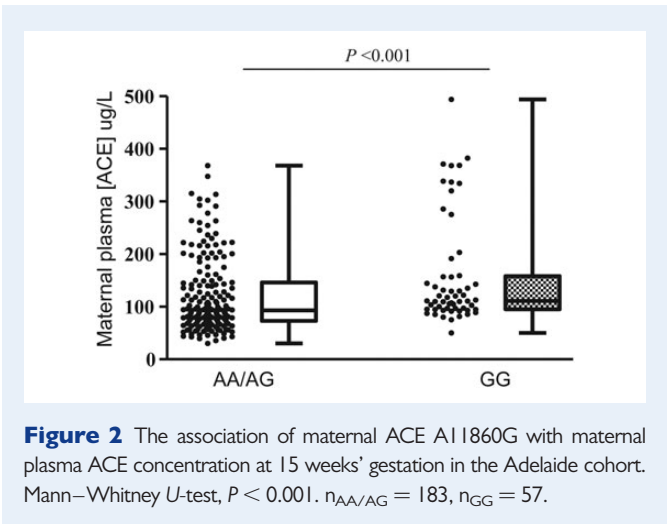 P <0.001
Maternal plasma [ACE] ug/L
500
400
300
200
100
0
AA/AG
GG
Figure 2 The association of maternal ACE A11860G with maternal
plasma ACE concentration at 15 weeks’ gestation in the Adelaide cohort.
Mann–Whitney U-test, P < 0.001. nAA/AG = 183, nGG = 57.